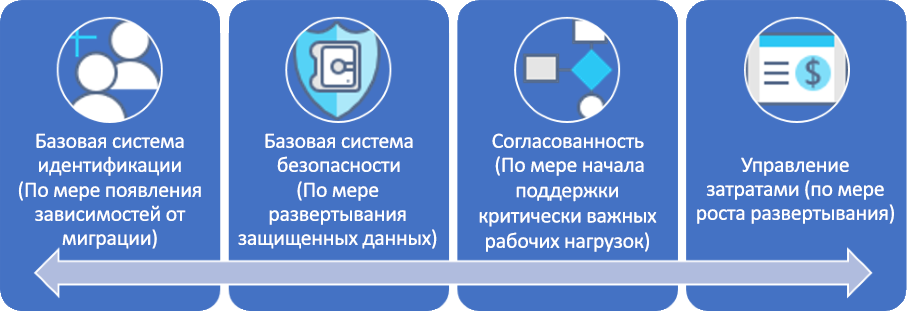 Базовая система
идентификации
(По мере появления
зависимостей от
миграции)
Базовая система
безопасности
(По мере
развертывания
защищенных данных)
Согласованность
(По мере начала
поддержки
критически важных
рабочих нагрузок)
Управление
затратами (по мере
роста развертывания)
$